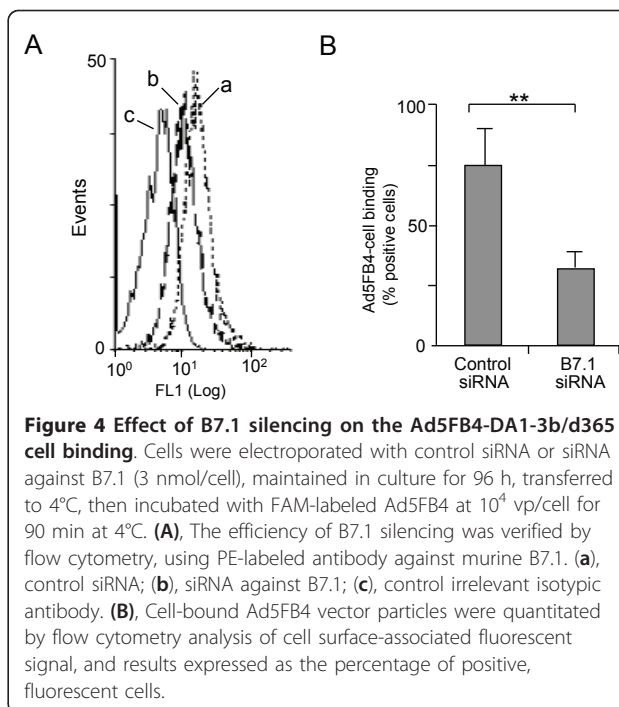 A
50
b
a
c
Events
0
10⁰
10¹
10²
FL1 (Log)
B
**
100
75
50
25
0
Ad5FB4-cell binding
(% positive cells)
Control
siRNA
B7.1
siRNA
Figure 4 Effect of B7.1 silencing on the Ad5FB4-DA1-3b/d365
cell binding. Cells were electroporated with control siRNA or siRNA
against B7.1 (3 nmol/cell), maintained in culture for 96 h, transferred
to 4°C, then incubated with FAM-labeled Ad5FB4 at 10⁴ vp/cell for
90 min at 4°C. (A), The efficiency of B7.1 silencing was verified by
flow cytometry, using PE-labeled antibody against murine B7.1. (a),
control siRNA; (b), siRNA against B7.1; (c), control irrelevant isotypic
antibody. (B), Cell-bound Ad5FB4 vector particles were quantitated
by flow cytometry analysis of cell surface-associated fluorescent
signal, and results expressed as the percentage of positive,
fluorescent cells.